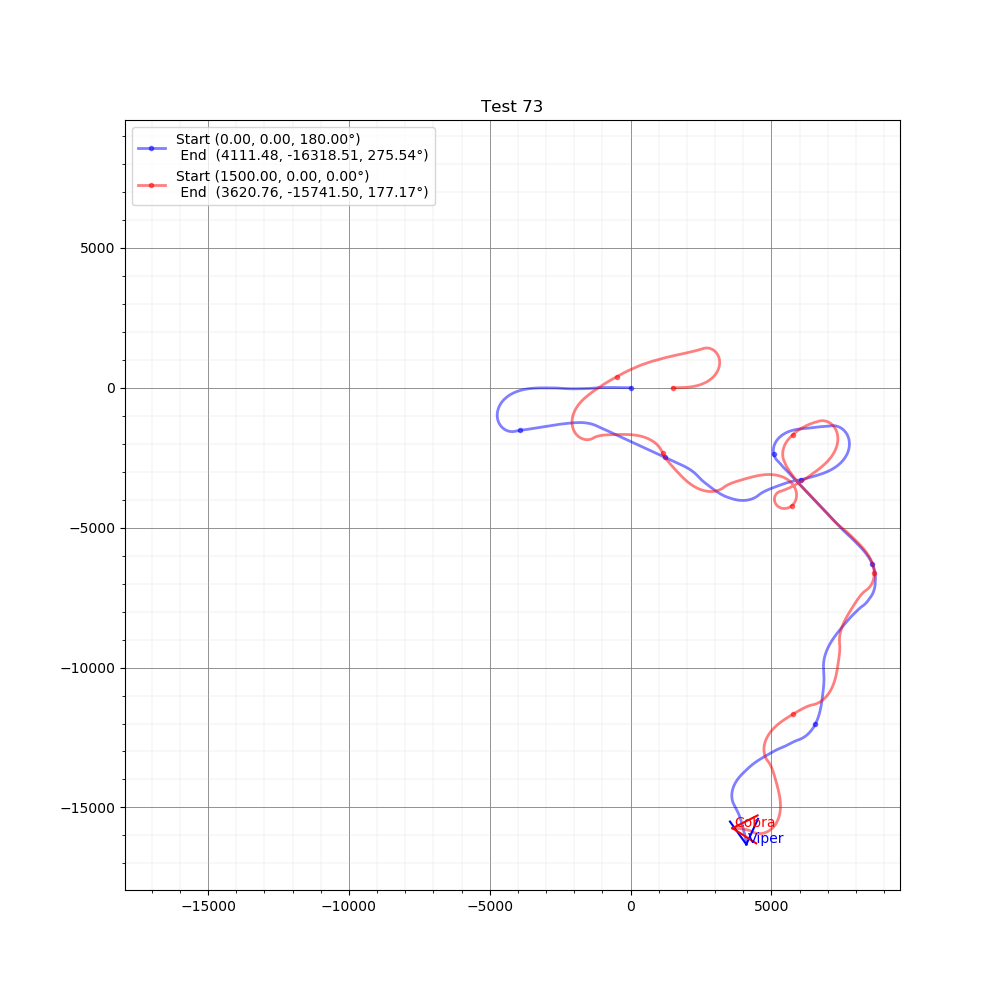 Test 73
Start (0.00, 0.00, 180.00°)
End (4111.48, -16318.51, 275.54°)
Start (1500.00, 0.00, 0.00°)
End (3620.76, -15741.50, 177.17°)
5000
0
−5000
−10000
−15000
Cobra
Viper
−15000
−10000
−5000
0
5000